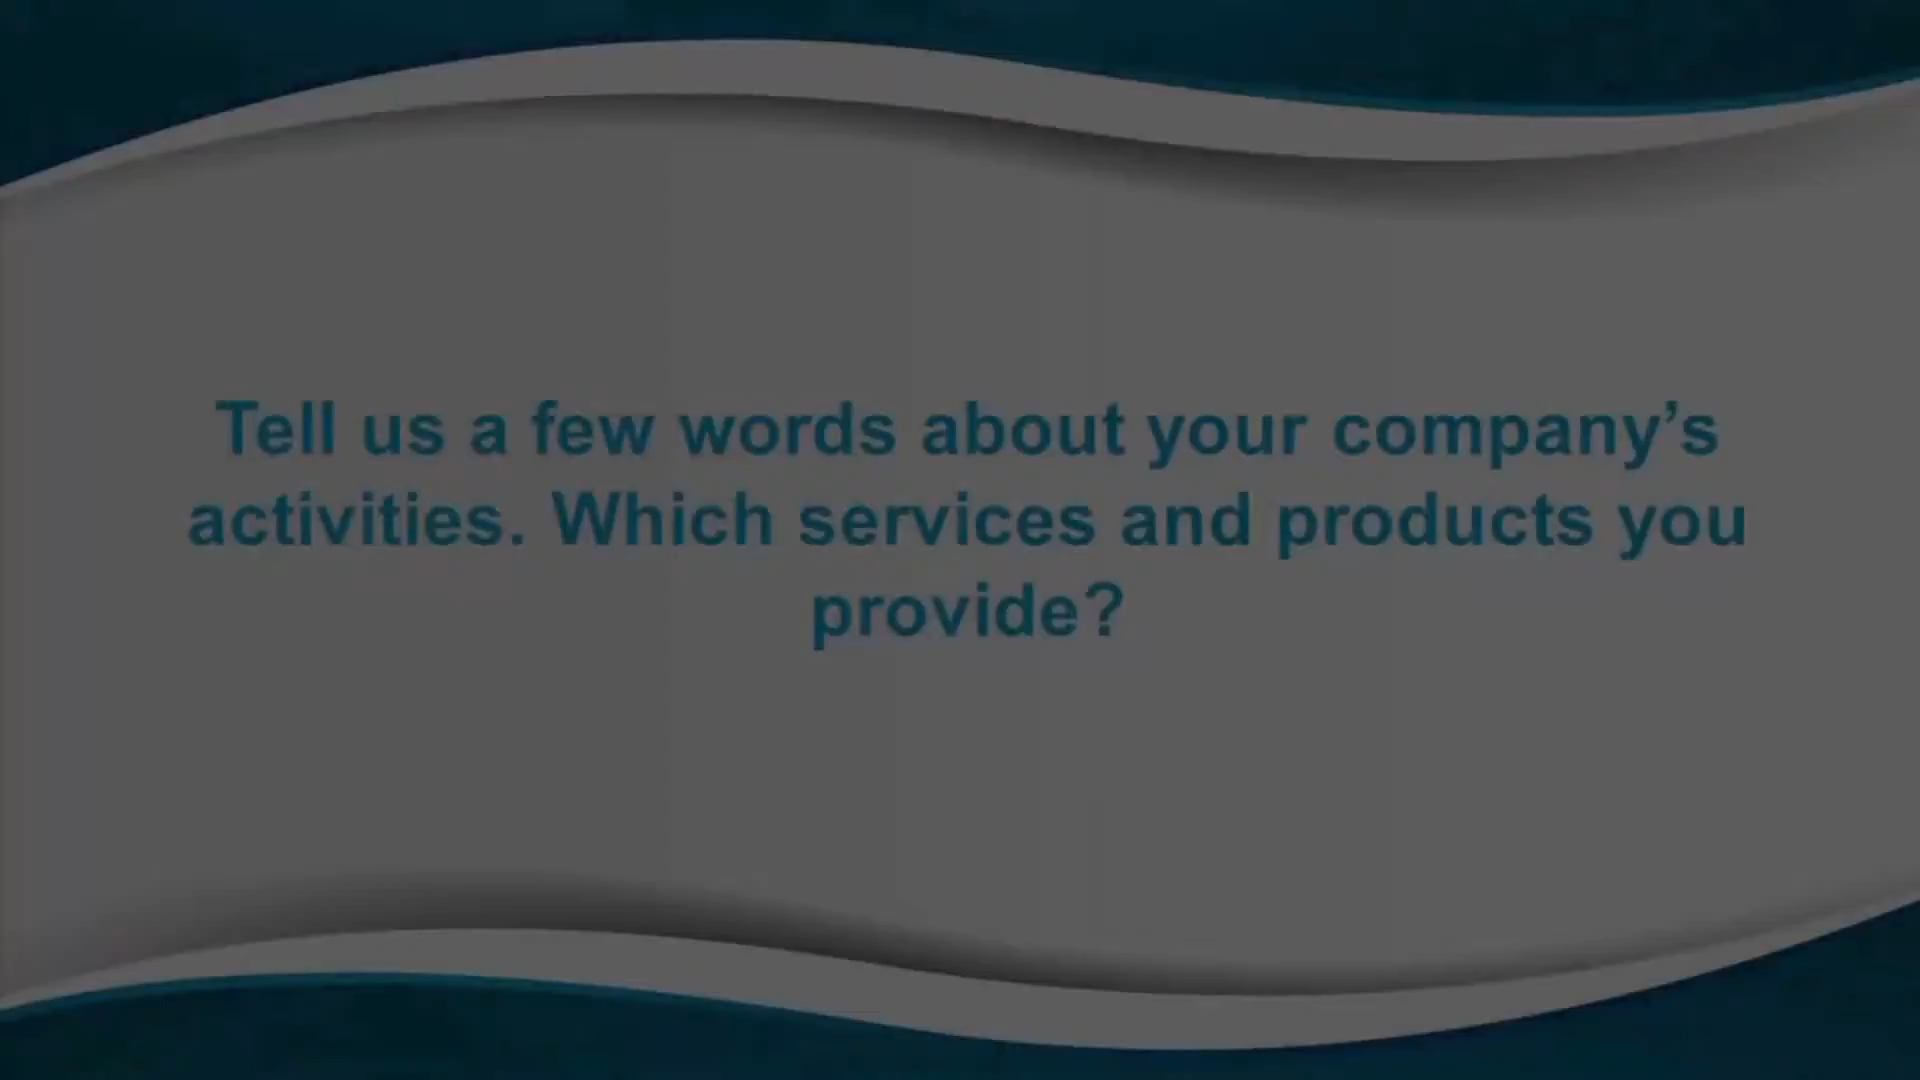 Tell us a few words about your company’s
activities. Which services and products you
provide?